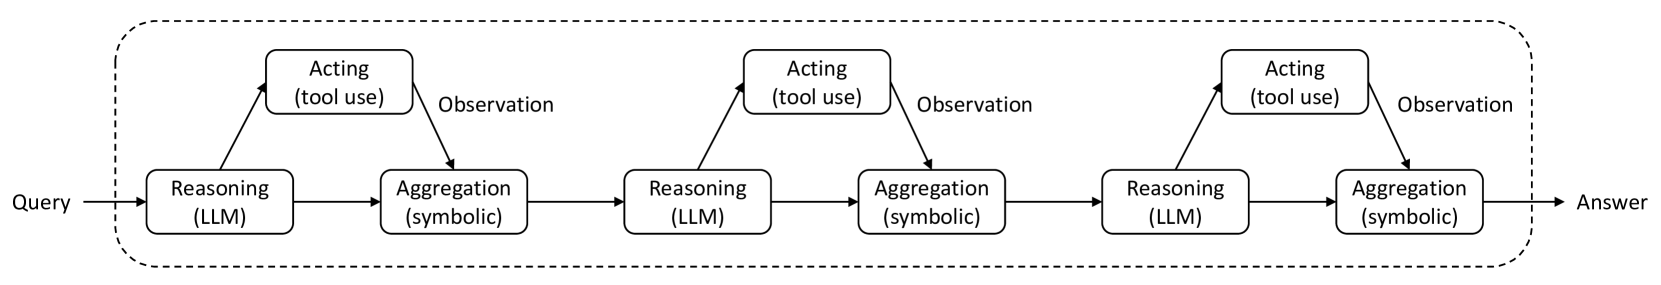 Acting
(tool use)
Observation
Acting
(tool use)
Observation
Acting
(tool use)
Observation
Query
Reasoning
(LLM)
Aggregation
(symbolic)
Reasoning
(LLM)
Aggregation
(symbolic)
Reasoning
(LLM)
Aggregation
(symbolic)
Answer